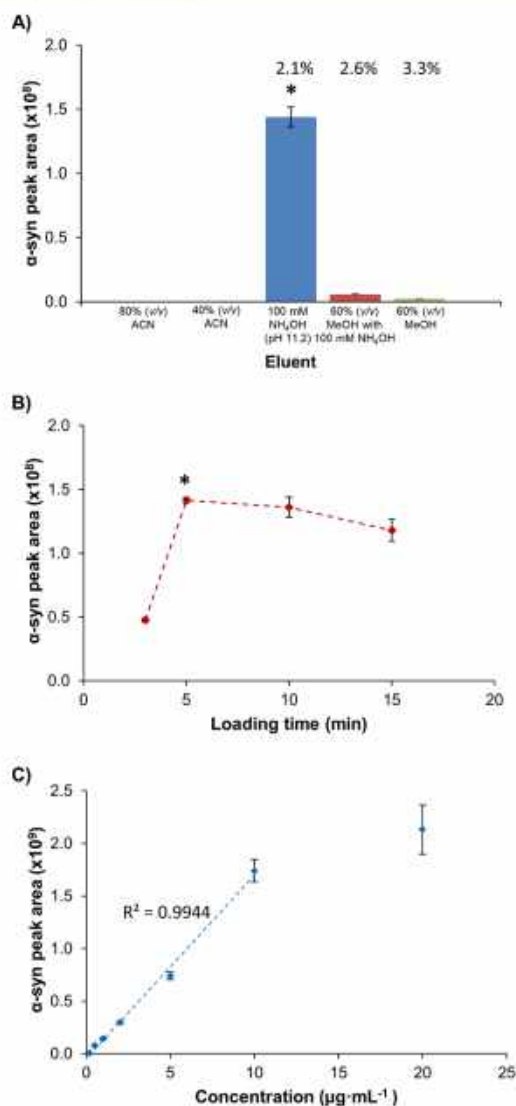 A)
α-syn peak area (x10⁸)
2.0
1.5
1.0
0.5
0.0
2.1% 2.6% 3.3%
*
80% (v/v) ACN
40% (v/v) ACN
100 mM NH₄OH (pH 11.2)
60% (v/v) MeOH with 100 mM NH₄OH
60% (v/v) MeOH
Eluent
B)
α-syn peak area (x10⁸)
2.0
1.5
1.0
0.5
0.0
*
0 5 10 15 20
Loading time (min)
C)
α-syn peak area (x10⁹)
2.5
2.0
1.5
1.0
0.5
0.0
R² = 0.9944
0 5 10 15 20 25
Concentration (µg·mL⁻¹)